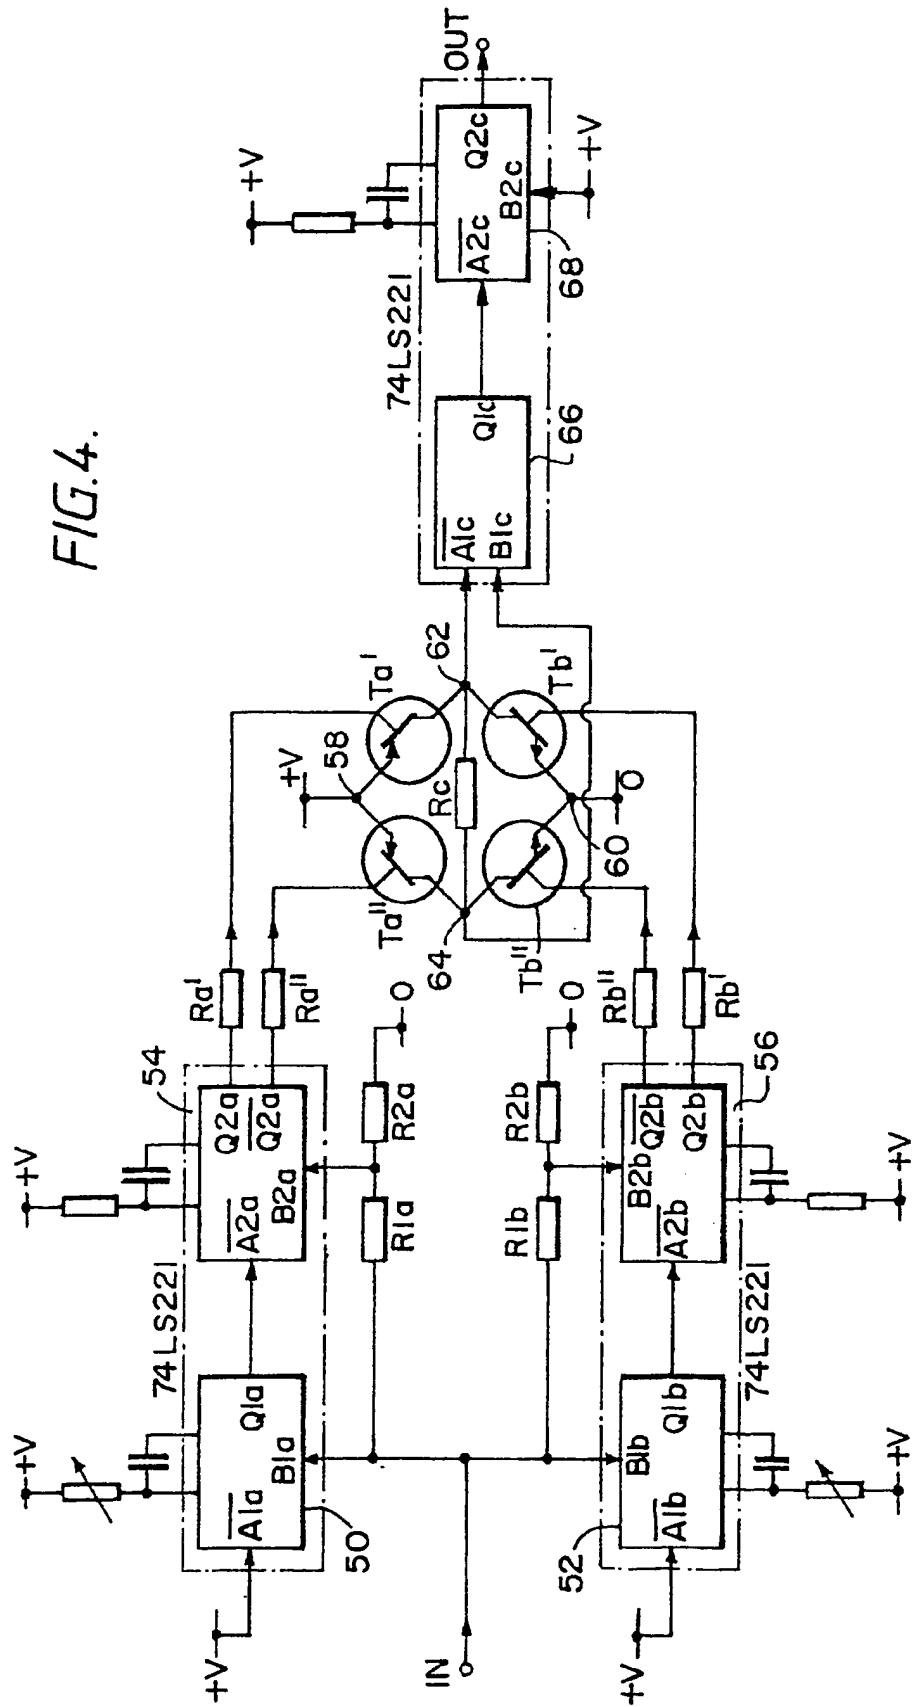 FIG.4.
+V
+V
74LS221
54
Q2a
Q2a
A2a
B2a
Q1a
A1a
B1a
50
+V
Ra'
Ra"
R1a
R2a
0
IN
R1b
R2b
0
52
B1b
Q1b
A1b
+V
B2b
Q2b
Q2b
A2b
56
74LS221
+V
+V
Rb"
Rb'
+V
58
Ta'
Ta"
62
64
Rc
Tb'
Tb"
60
0
74LS221
A1c
B1c
Q1c
66
+V
A2c
Q2c
B2c
68
+V
OUT